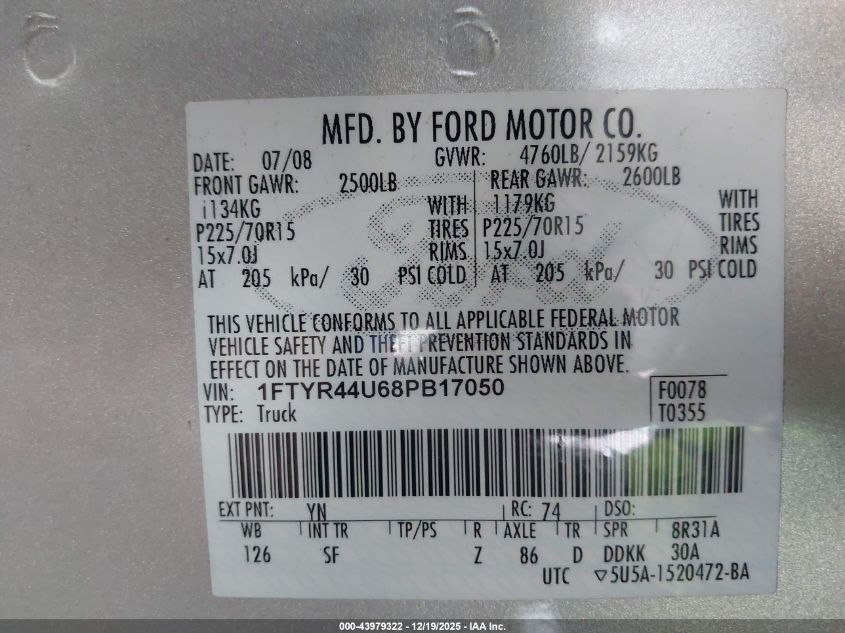 MFD. BY FORD MOTOR CO.
DATE: 07/08 GVWR: 4760LB/ 2159KG
FRONT GAWR: 2500LB REAR GAWR: 2600LB
1134KG WITH 1179KG WITH
P225/70R15 TIRES P225/70R15 TIRES
15x7.0J RIMS 15x7.0J RIMS
AT 205 kPa/ 30 PSI COLD AT 205 kPa/ 30 PSI COLD
THIS VEHICLE CONFORMS TO ALL APPLICABLE FEDERAL MOTOR
VEHICLE SAFETY AND THEFT PREVENTION STANDARDS IN
EFFECT ON THE DATE OF MANUFACTURE SHOWN ABOVE.
VIN: 1FTYR44U68PB17050 F0078
TYPE: Truck T0355
EXT PNT: YN RC: 74 DSO:
WB INT TR TP/PS R AXLE TR SPR 8R31A
126 SF Z 86 D DDKK 30A
UTC ▽5U5A-1520472-BA
000-43979322 - 12/19/2025 - IAA Inc.